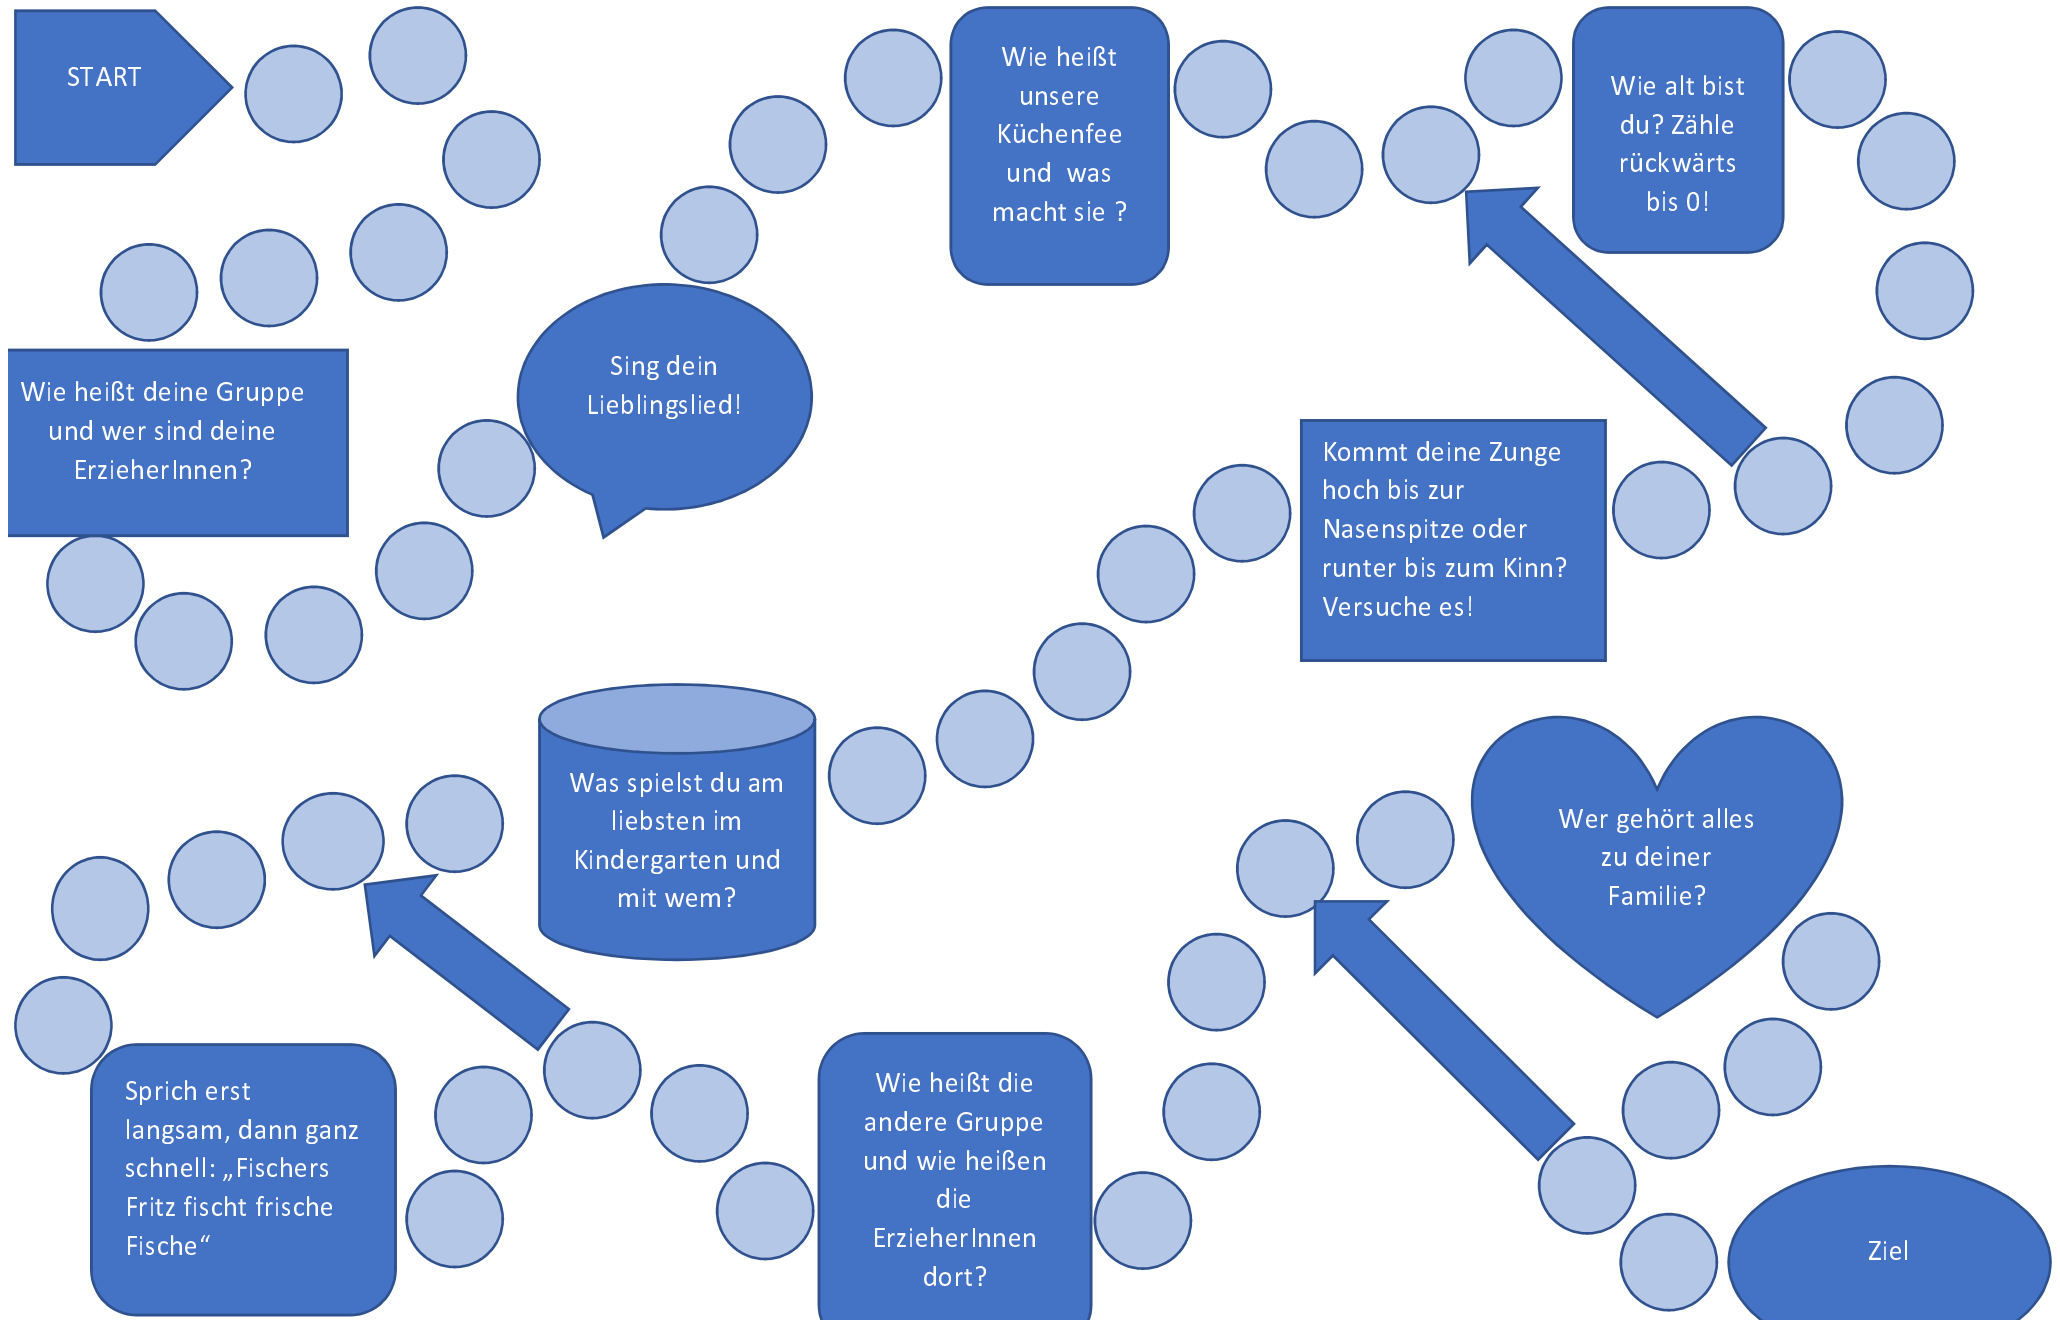 START
Wie heißt deine Gruppe
und wer sind deine
ErzieherInnen?
Sing dein
Lieblingslied!
Wie heißt
unsere
Küchenfee
und was
macht sie ?
Wie alt bist
du? Zähle
rückwärts
bis 0!
Kommt deine Zunge
hoch bis zur
Nasenspitze oder
runter bis zum Kinn?
Versuche es!
Was spielst du am
liebsten im
Kindergarten und
mit wem?
Sprich erst
langsam, dann ganz
schnell: „Fischers
Fritz fischt frische
Fische“
Wie heißt die
andere Gruppe
und wie heißen
die
ErzieherInnen
dort?
Wer gehört alles
zu deiner
Familie?
Ziel